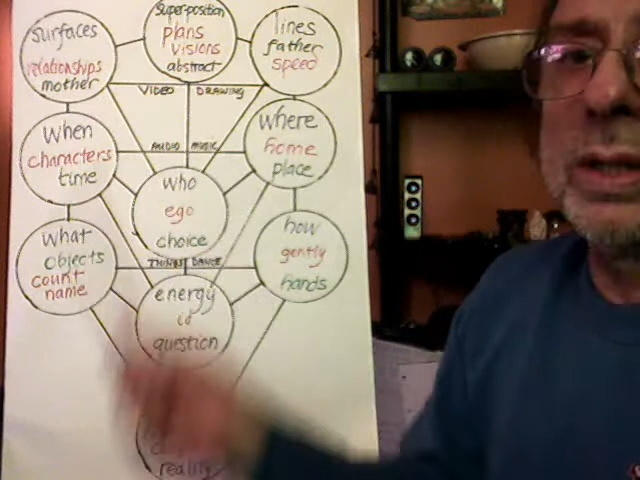 super-position
plans
visions
abstract
surfaces
relationships
mother
lines
father
speed
VIDEO DRAWING
when
characters
time
AUDIO MUSIC
where
home
place
who
ego
choice
what
objects
count
name
THINGS DANCE
how
gently
hands
energy
id
question
reality